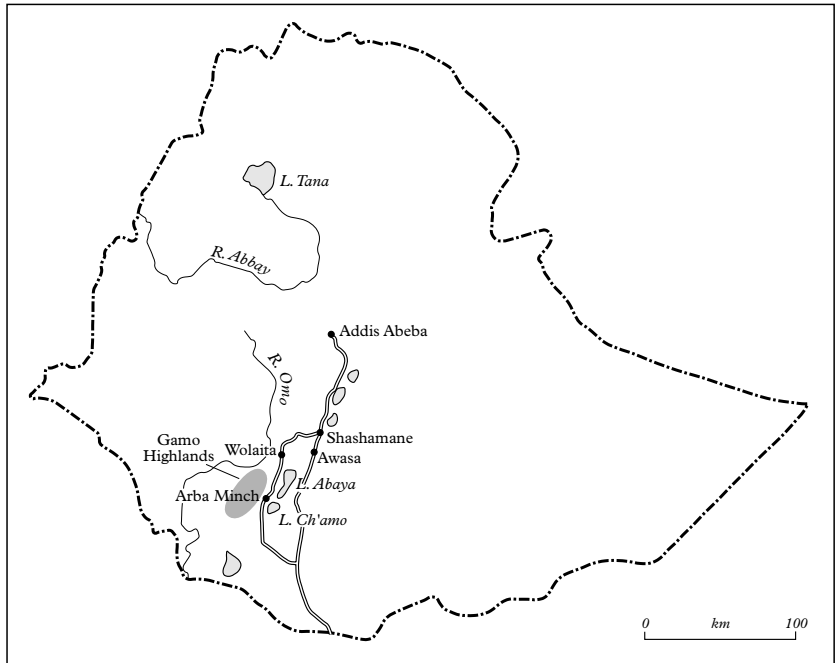 L. Tana
R. Abbay
Addis Abeba
R. Omo
Shashamane
Gamo
Highlands
Wolaita
Awasa
L. Abaya
Arba Minch
L. Ch'amo
0 km 100